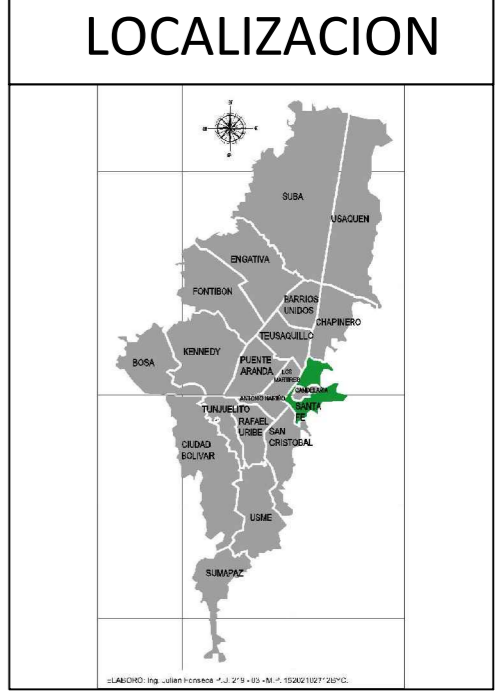 LOCALIZACION
SUBA
USAQUEN
ENGATIVA
FONTIBON
BARRIOS
UNIDOS
CHAPINERO
TEUSAQUILLO
KENNEDY
BOSA
PUENTE
ARANDA
LOS
MARTIRES
CANDELARIA
ANTONIO NARIÑO
SANTA
FE
TUNJUELITO
RAFAEL
URIBE
SAN
CRISTOBAL
CIUDAD
BOLIVAR
USME
SUMAPAZ
ELABORO: Ing. Julian Fonseca